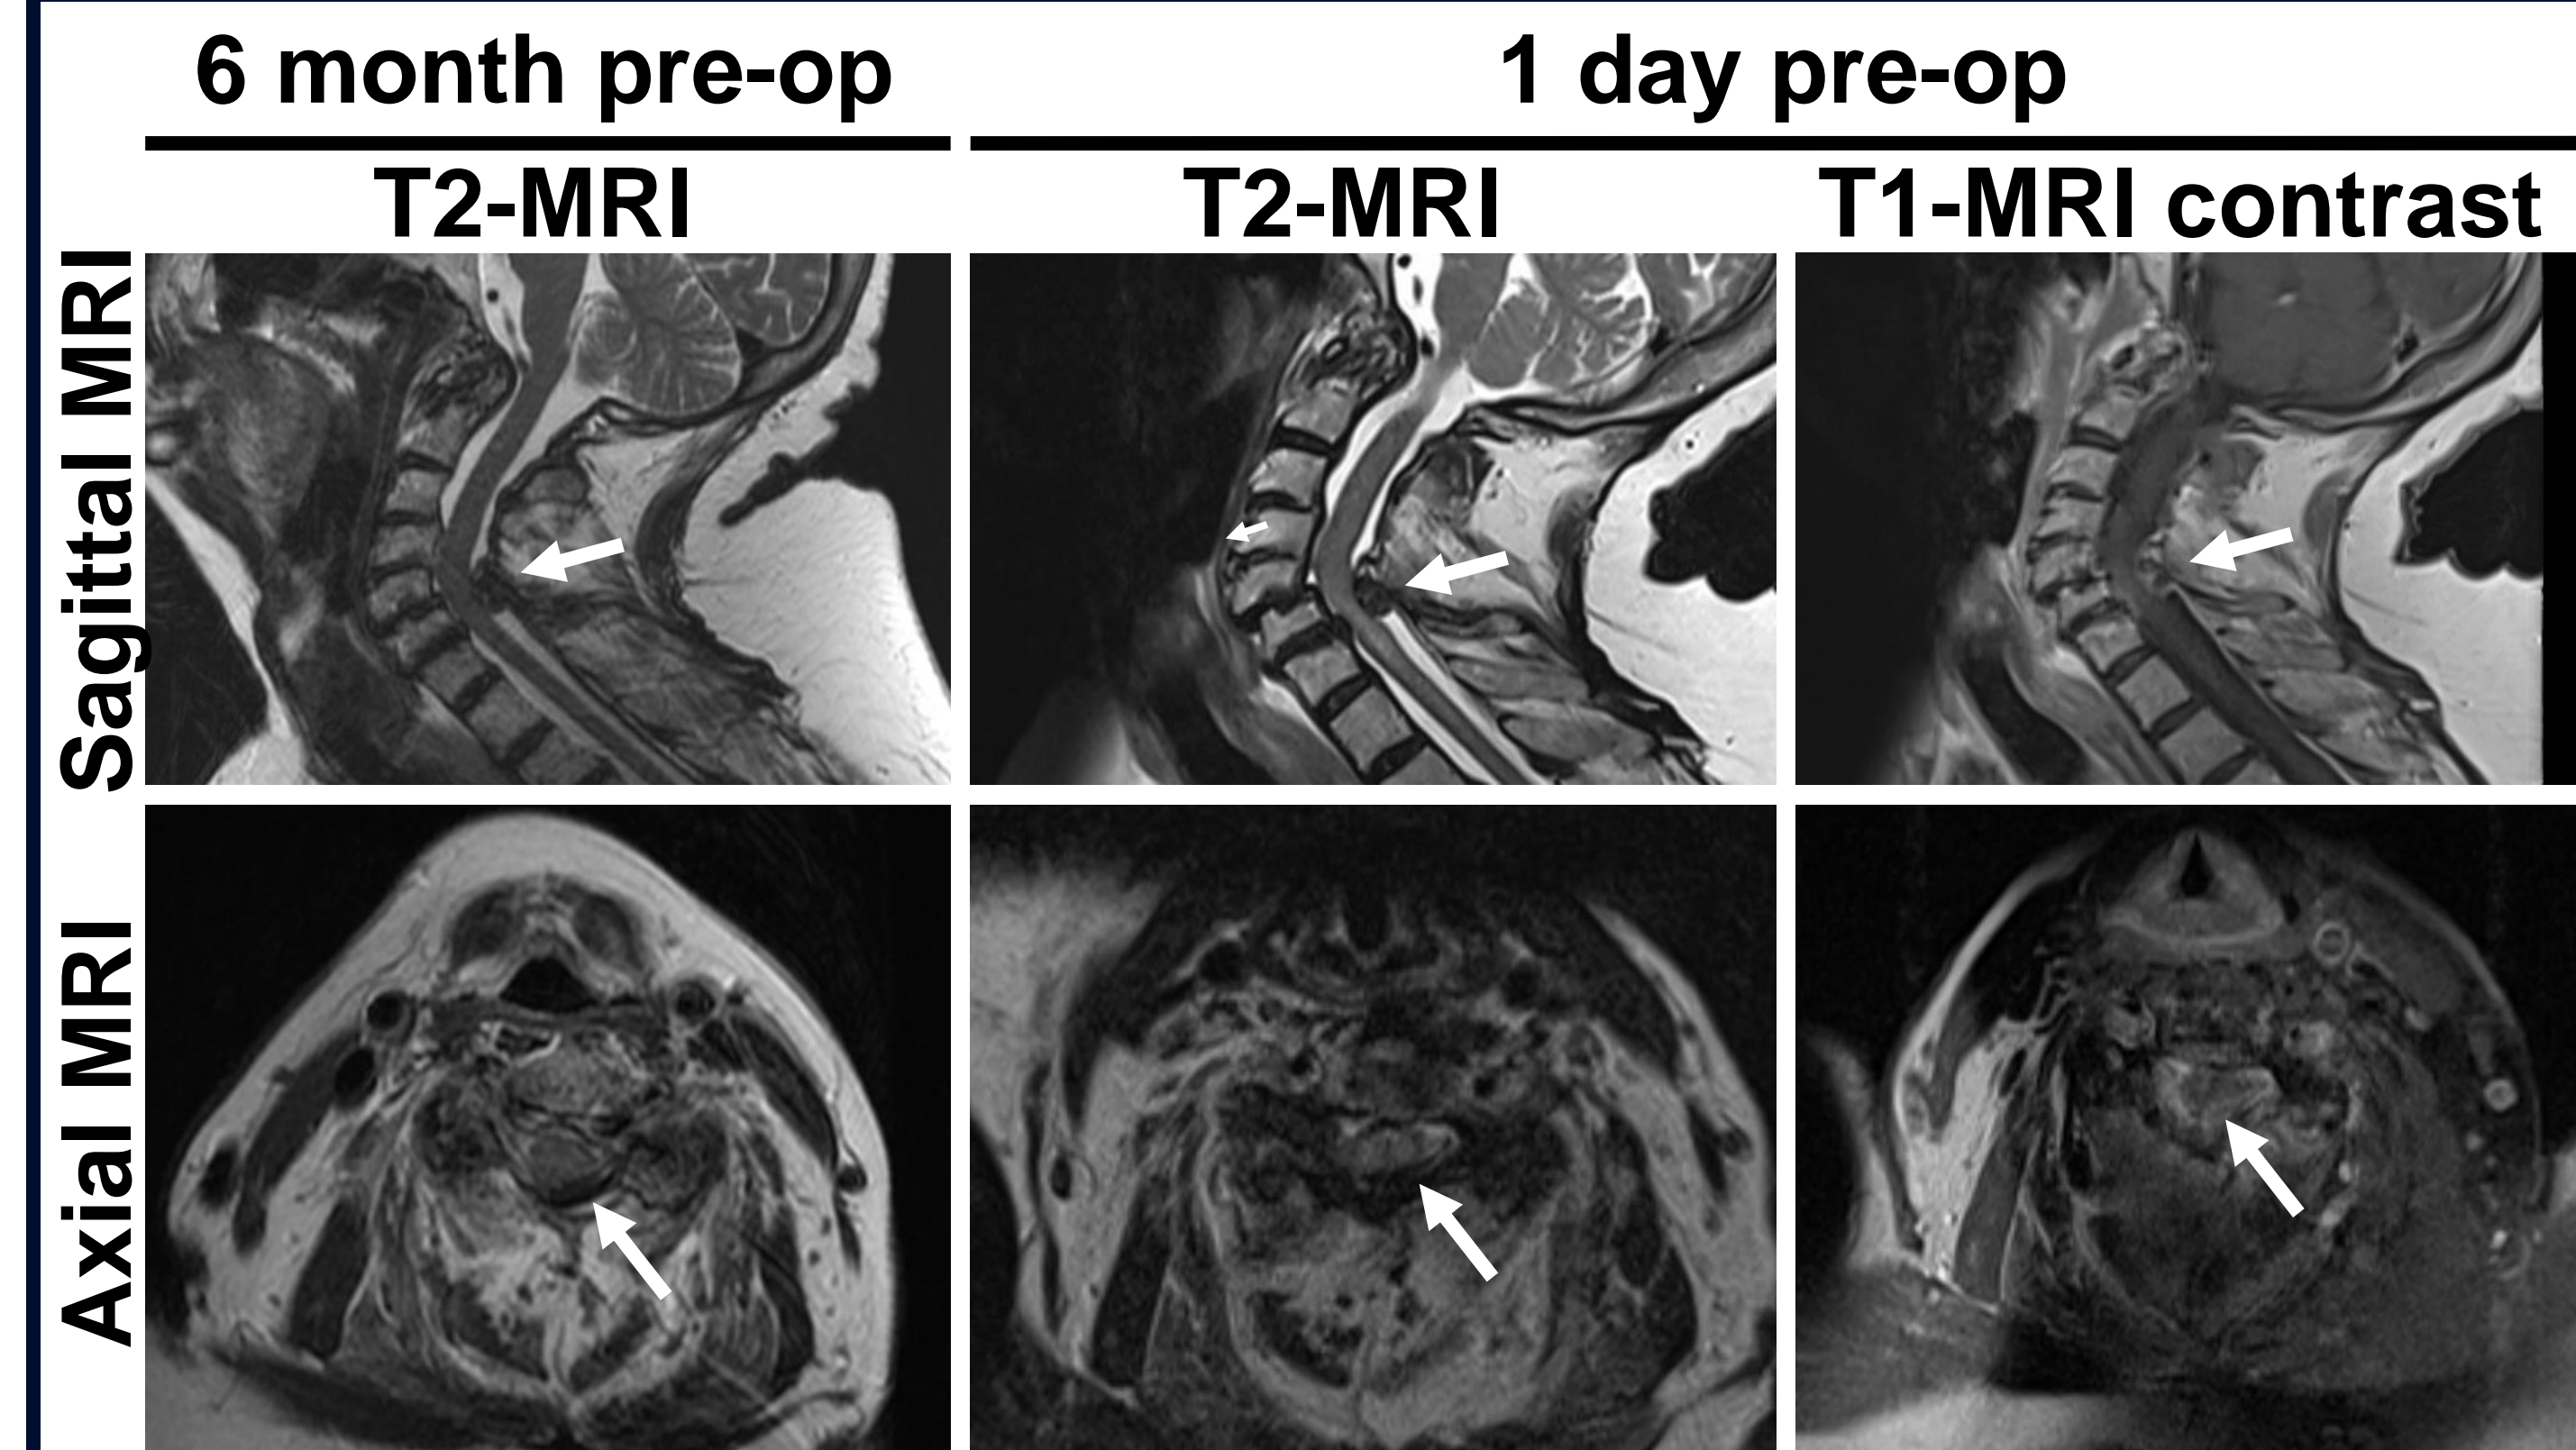 6 month pre-op
1 day pre-op
T2-MRI
T2-MRI
T1-MRI contrast
Sagittal MRI
Axial MRI